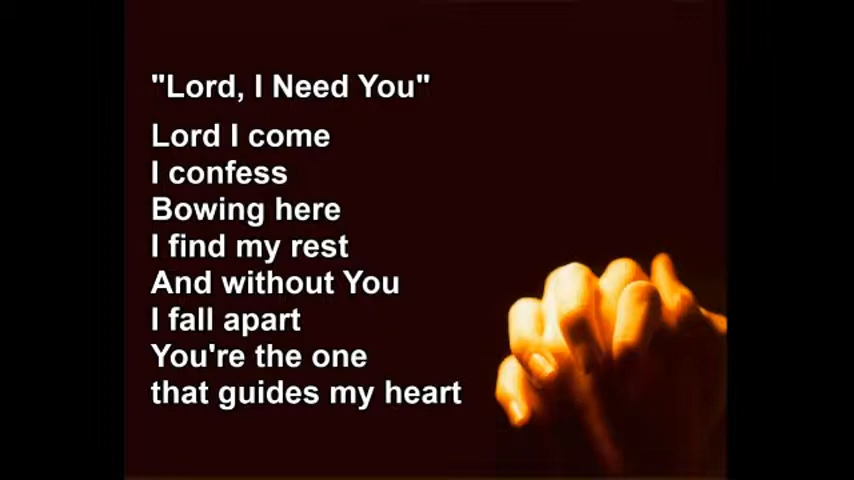 "Lord, I Need You"
Lord I come
I confess
Bowing here
I find my rest
And without You
I fall apart
You're the one
that guides my heart